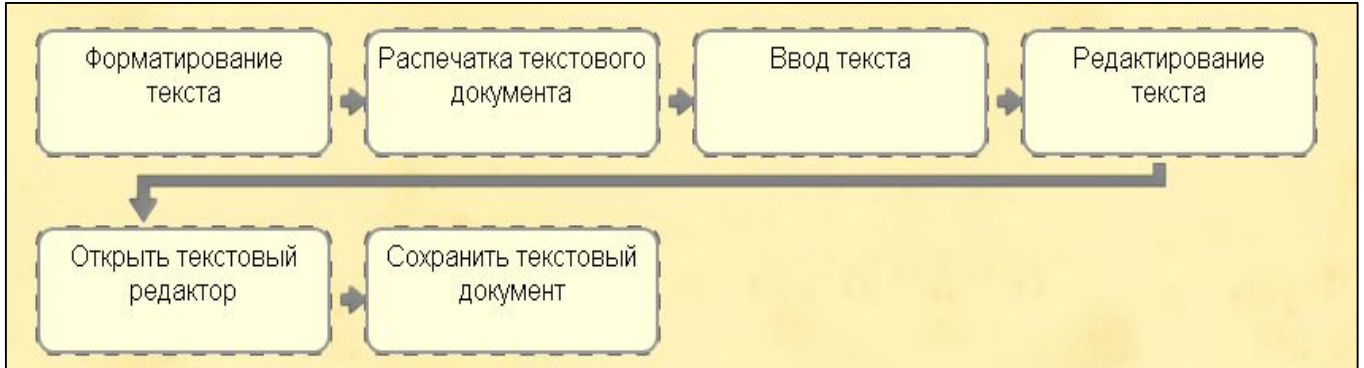 Форматирование
текста
Распечатка текстового
документа
Ввод текста
Редактирование
текста
Открыть текстовый
редактор
Сохранить текстовый
документ